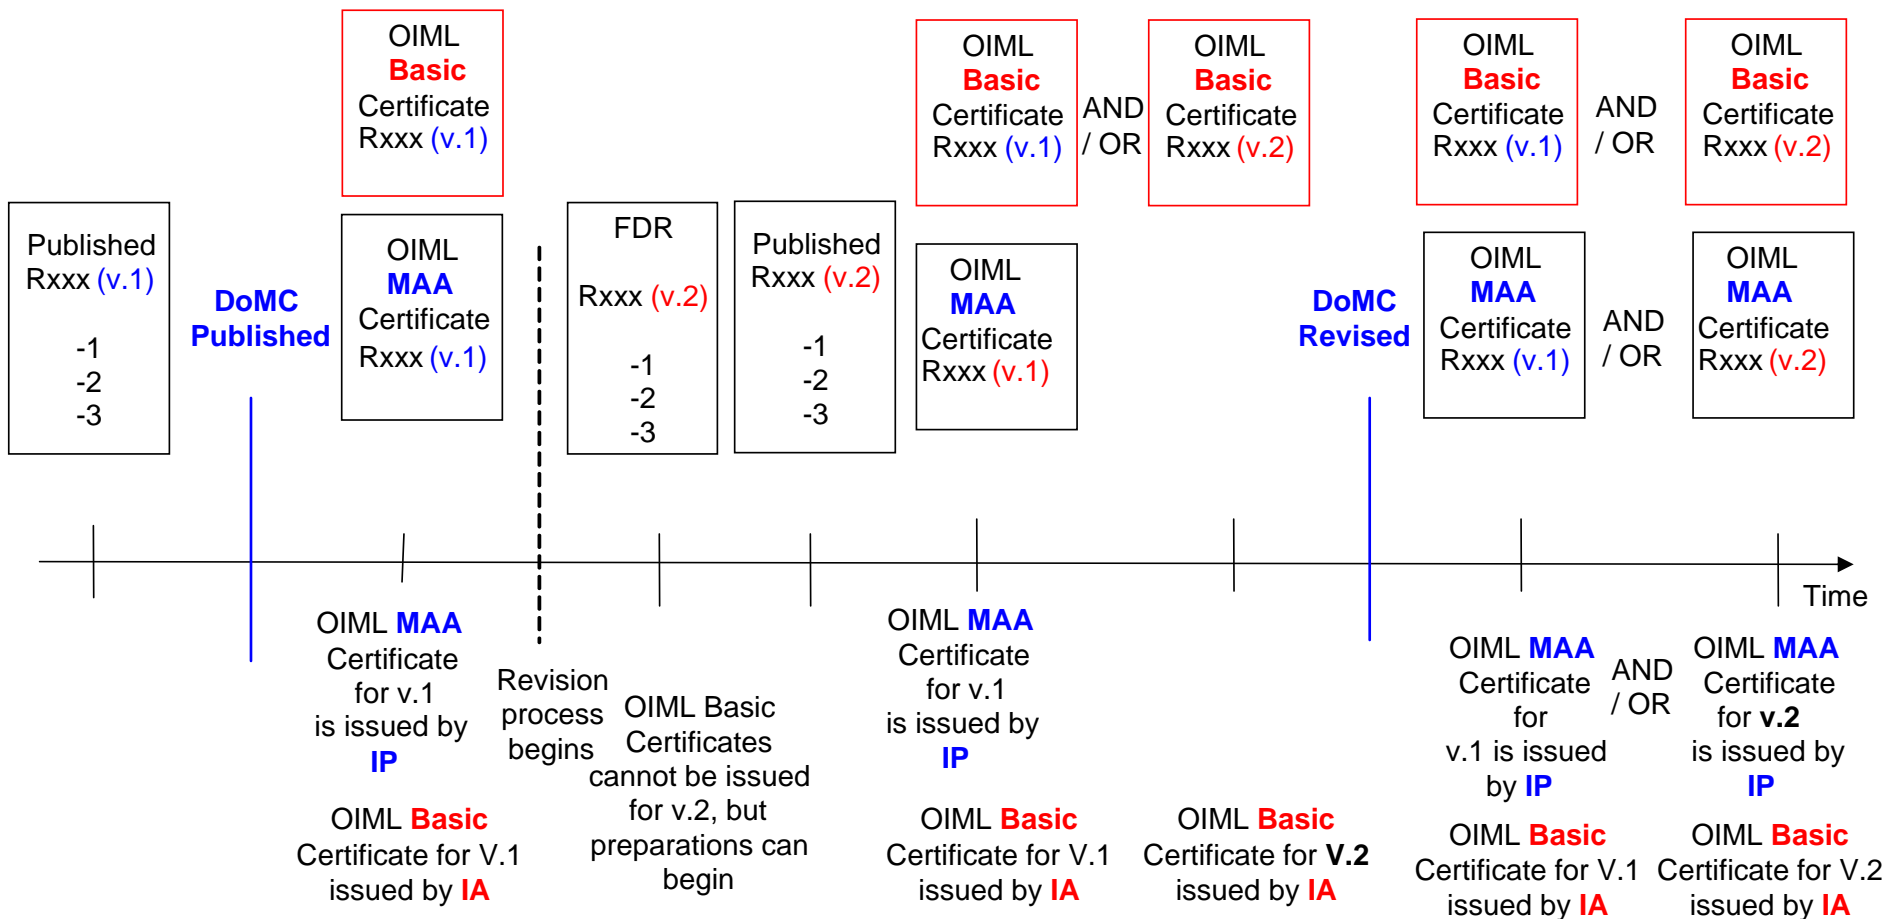 OIML
Basic
Certificate
Rxxx (v.1)
OIML
Basic
Certificate
Rxxx (v.1)
AND
/ OR
OIML
Basic
Certificate
Rxxx (v.2)
OIML
Basic
Certificate
Rxxx (v.1)
AND
/ OR
OIML
Basic
Certificate
Rxxx (v.2)
Published
Rxxx (v.1)
-1
-2
-3
DoMC
Published
OIML
MAA
Certificate
Rxxx (v.1)
FDR
Rxxx (v.2)
-1
-2
-3
Published
Rxxx (v.2)
-1
-2
-3
OIML
MAA
Certificate
Rxxx (v.1)
DoMC
Revised
OIML
MAA
Certificate
Rxxx (v.1)
AND
/ OR
OIML
MAA
Certificate
Rxxx (v.2)
Time
OIML MAA
Certificate
for v.1
is issued by
IP
OIML Basic
Certificate for V.1
issued by IA
Revision
process
begins
OIML Basic
Certificates
cannot be issued
for v.2, but
preparations can
begin
OIML MAA
Certificate
for v.1
is issued by
IP
OIML Basic
Certificate for V.1
issued by IA
OIML Basic
Certificate for V.2
issued by IA
OIML MAA
Certificate
for
v.1 is issued
by IP
AND
/ OR
OIML MAA
Certificate
for v.2
is issued by
IP
OIML Basic
Certificate for V.1
issued by IA
OIML Basic
Certificate for V.2
issued by IA